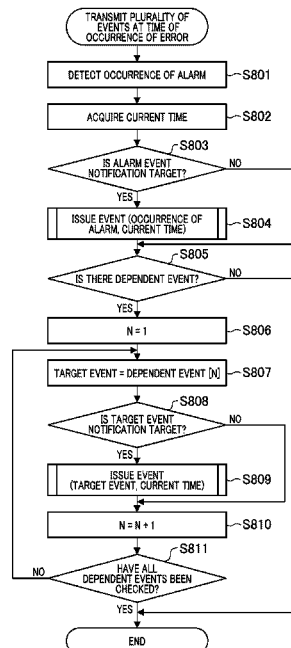 TRANSMIT PLURALITY OF
EVENTS AT TIME OF
OCCURRENCE OF ERROR
DETECT OCCURRENCE OF ALARM
S801
ACQUIRE CURRENT TIME
S802
S803
IS ALARM EVENT
NOTIFICATION TARGET?
NO
YES
ISSUE EVENT (OCCURRENCE OF
ALARM, CURRENT TIME)
S804
S805
IS THERE DEPENDENT EVENT?
NO
YES
N = 1
S806
TARGET EVENT = DEPENDENT EVENT [N]
S807
S808
IS TARGET EVENT
NOTIFICATION TARGET?
NO
YES
ISSUE EVENT
(TARGET EVENT, CURRENT TIME)
S809
N = N + 1
S810
S811
HAVE ALL
DEPENDENT EVENTS BEEN
CHECKED?
NO
YES
END